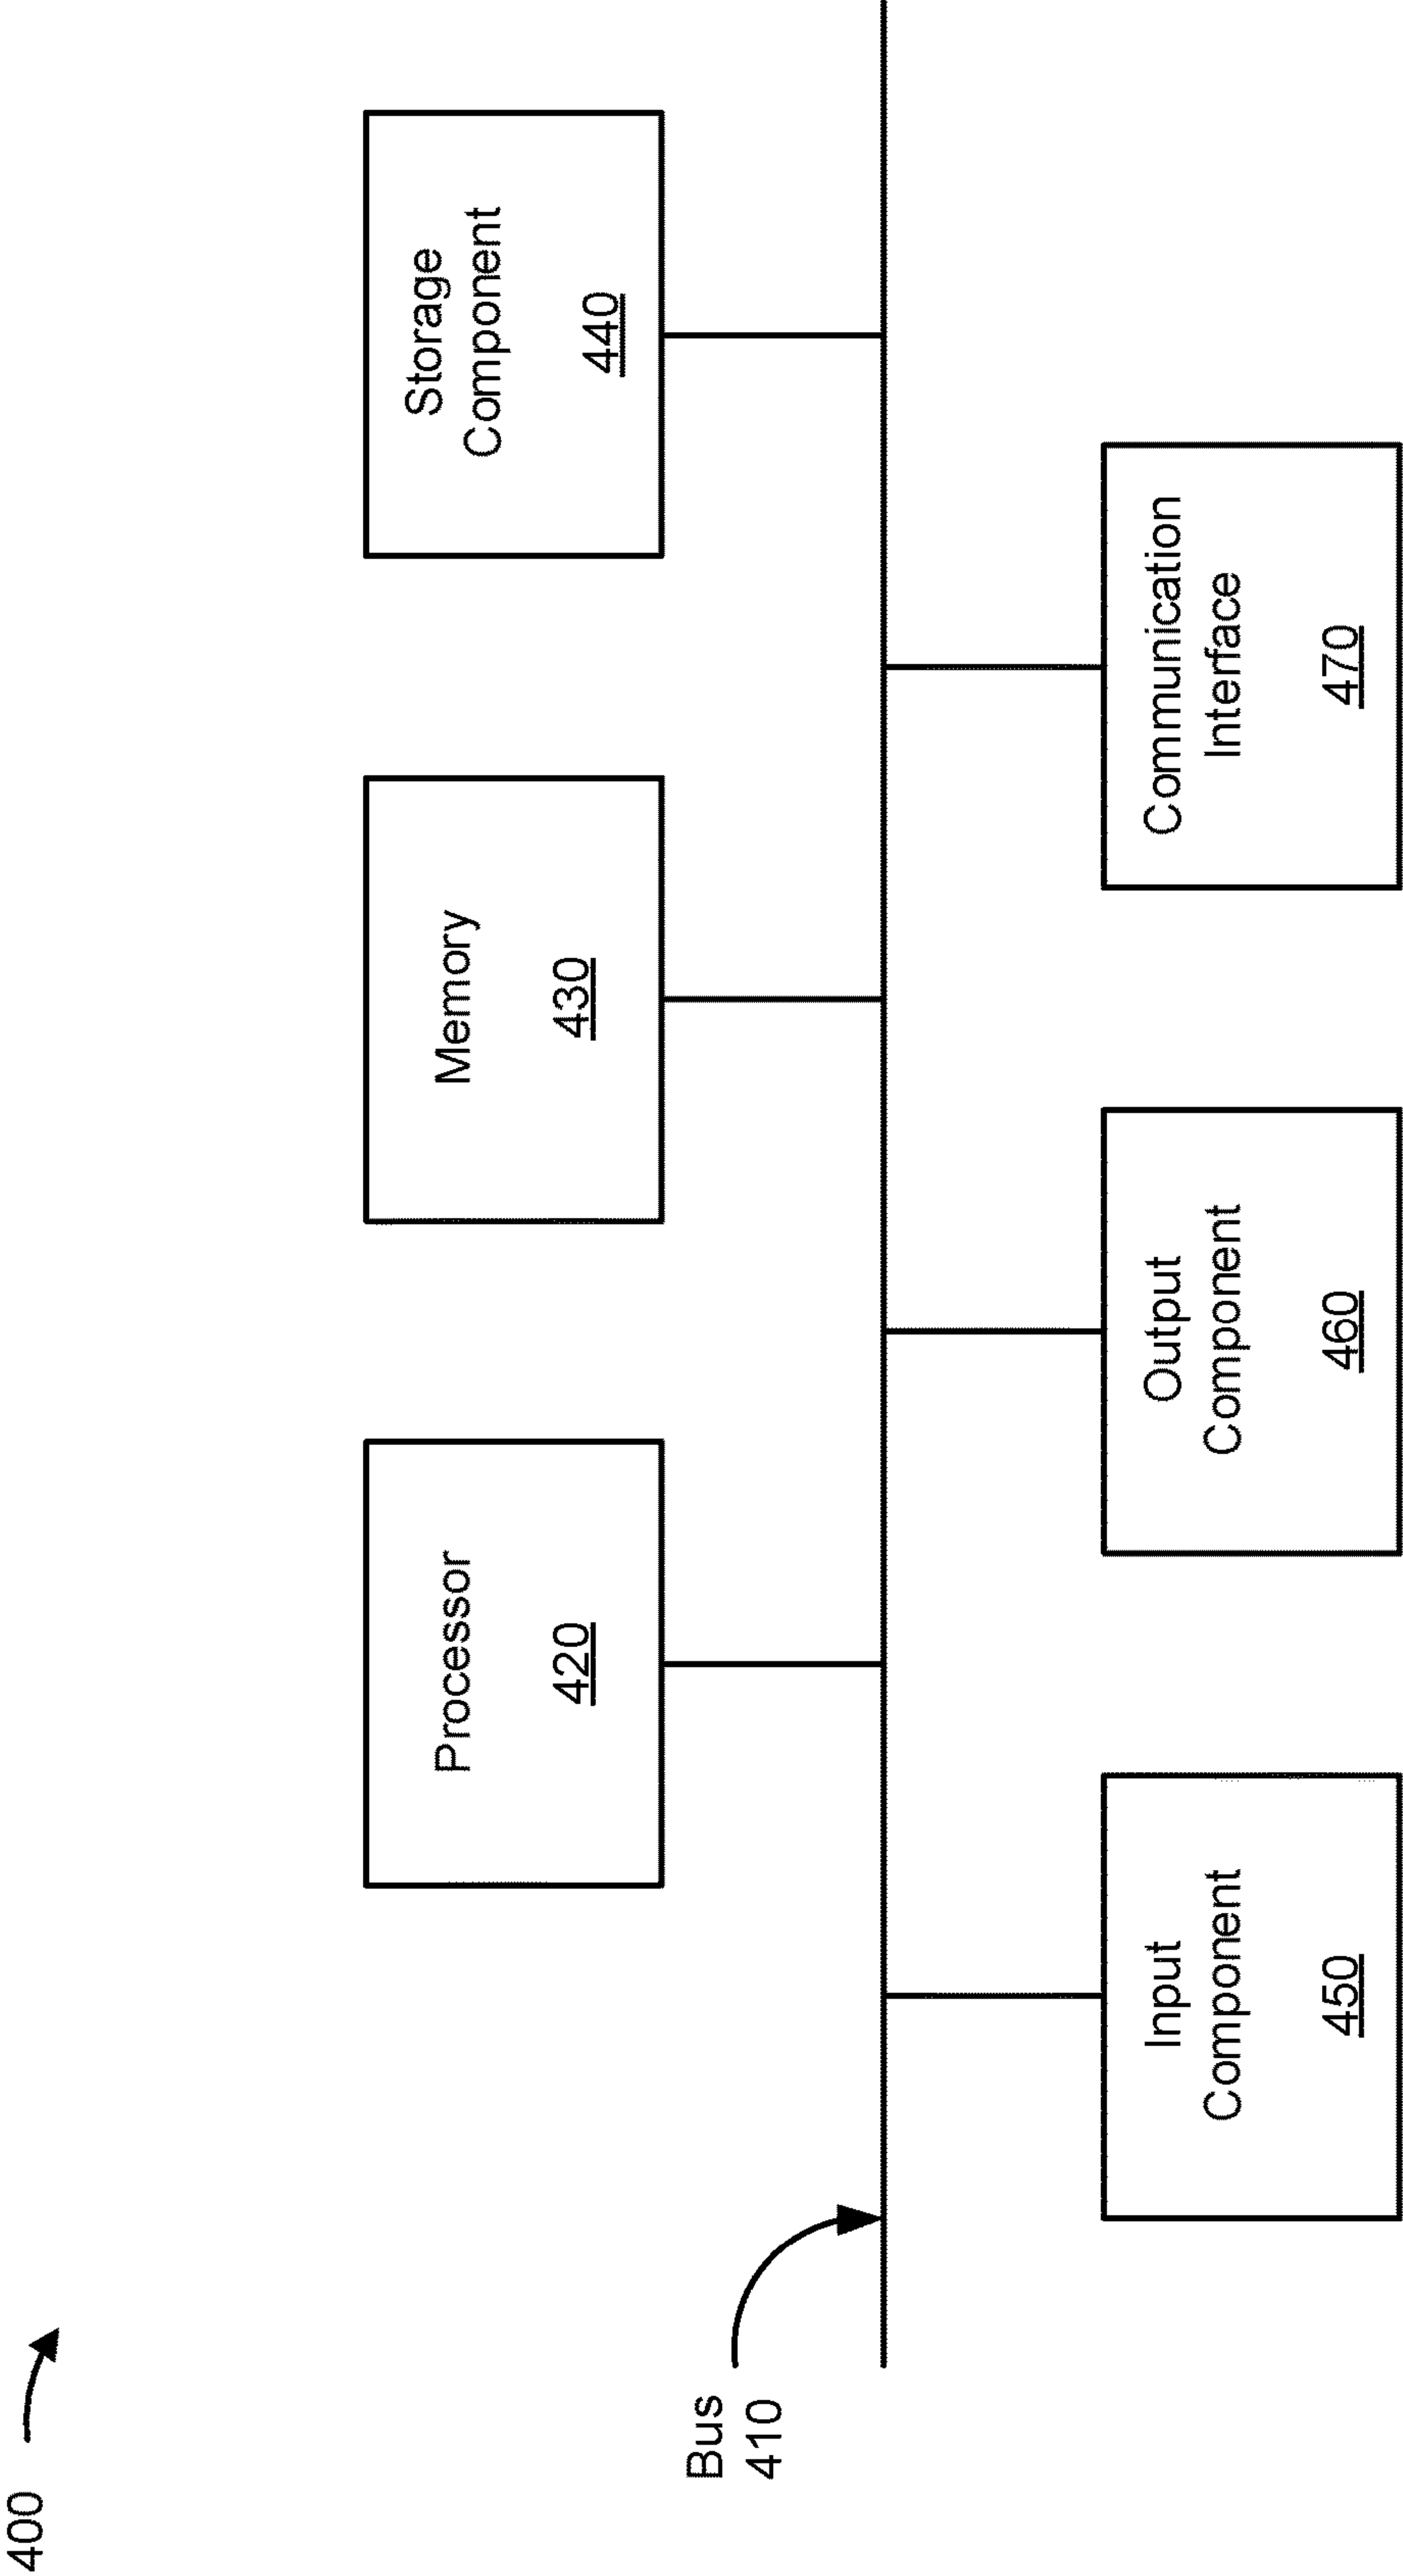 400
Bus
410
Processor
420
Memory
430
Storage
Component
440
Input
Component
450
Output
Component
460
Communication
Interface
470